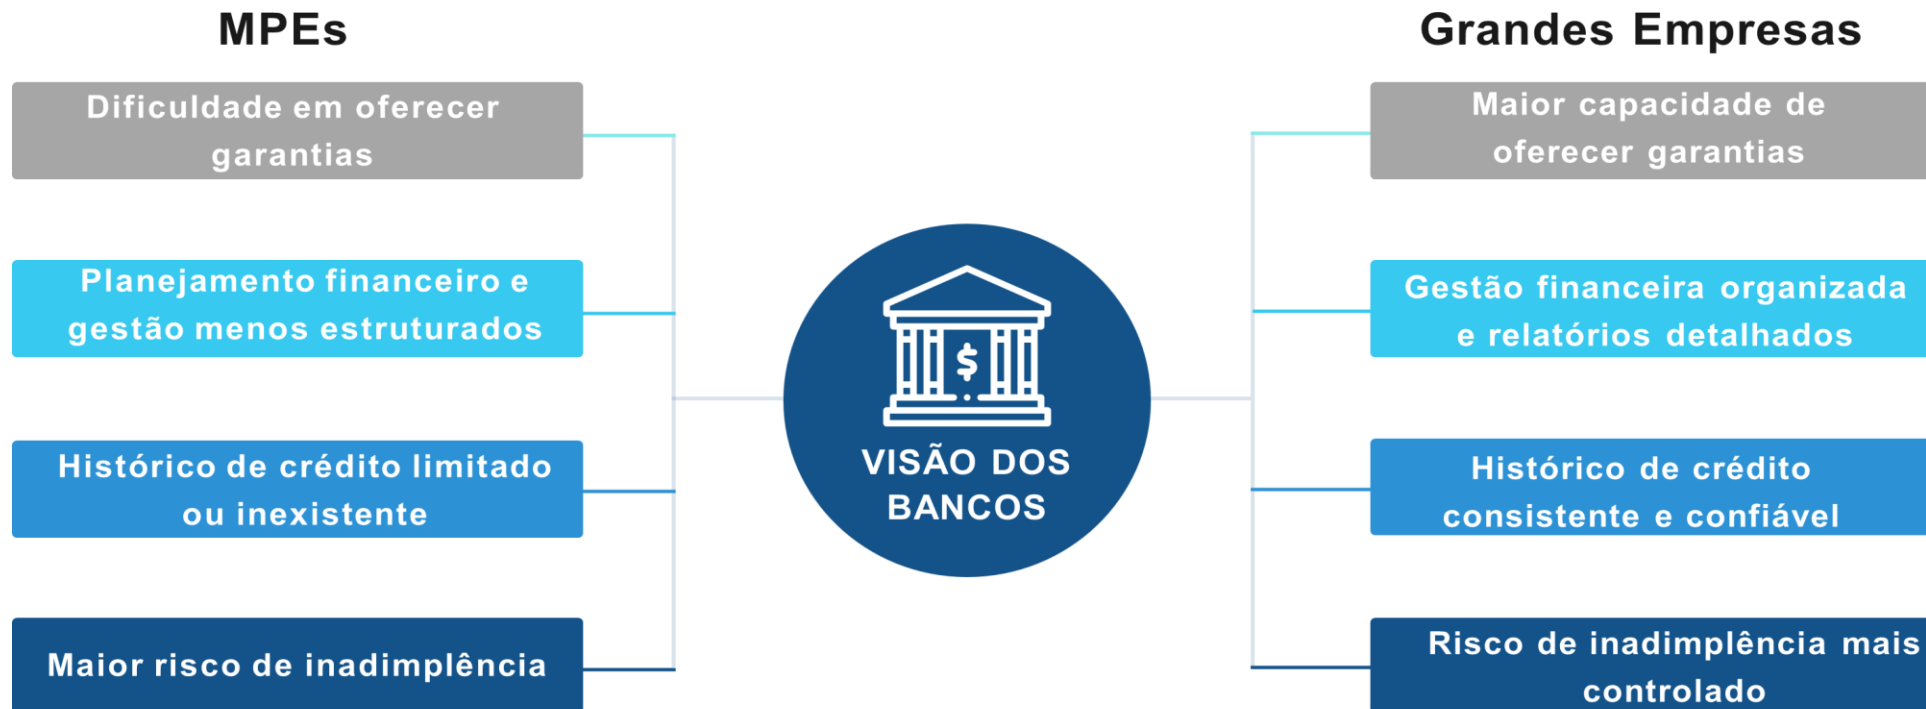 MPEs
Dificuldade em oferecer
garantias
Planejamento financeiro e
gestão menos estruturados
Histórico de crédito limitado
ou inexistente
Maior risco de inadimplência
$
VISÃO DOS
BANCOS
Grandes Empresas
Maior capacidade de
oferecer garantias
Gestão financeira organizada
e relatórios detalhados
Histórico de crédito
consistente e confiável
Risco de inadimplência mais
controlado